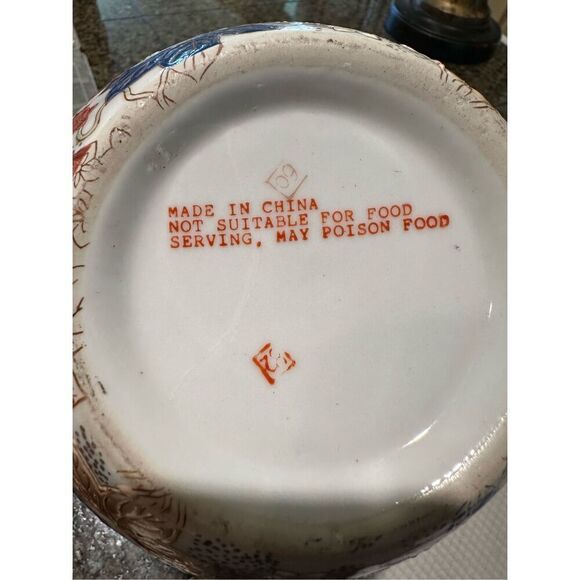 MADE IN CHINA
NOT SUITABLE FOR FOOD
SERVING, MAY POISON FOOD